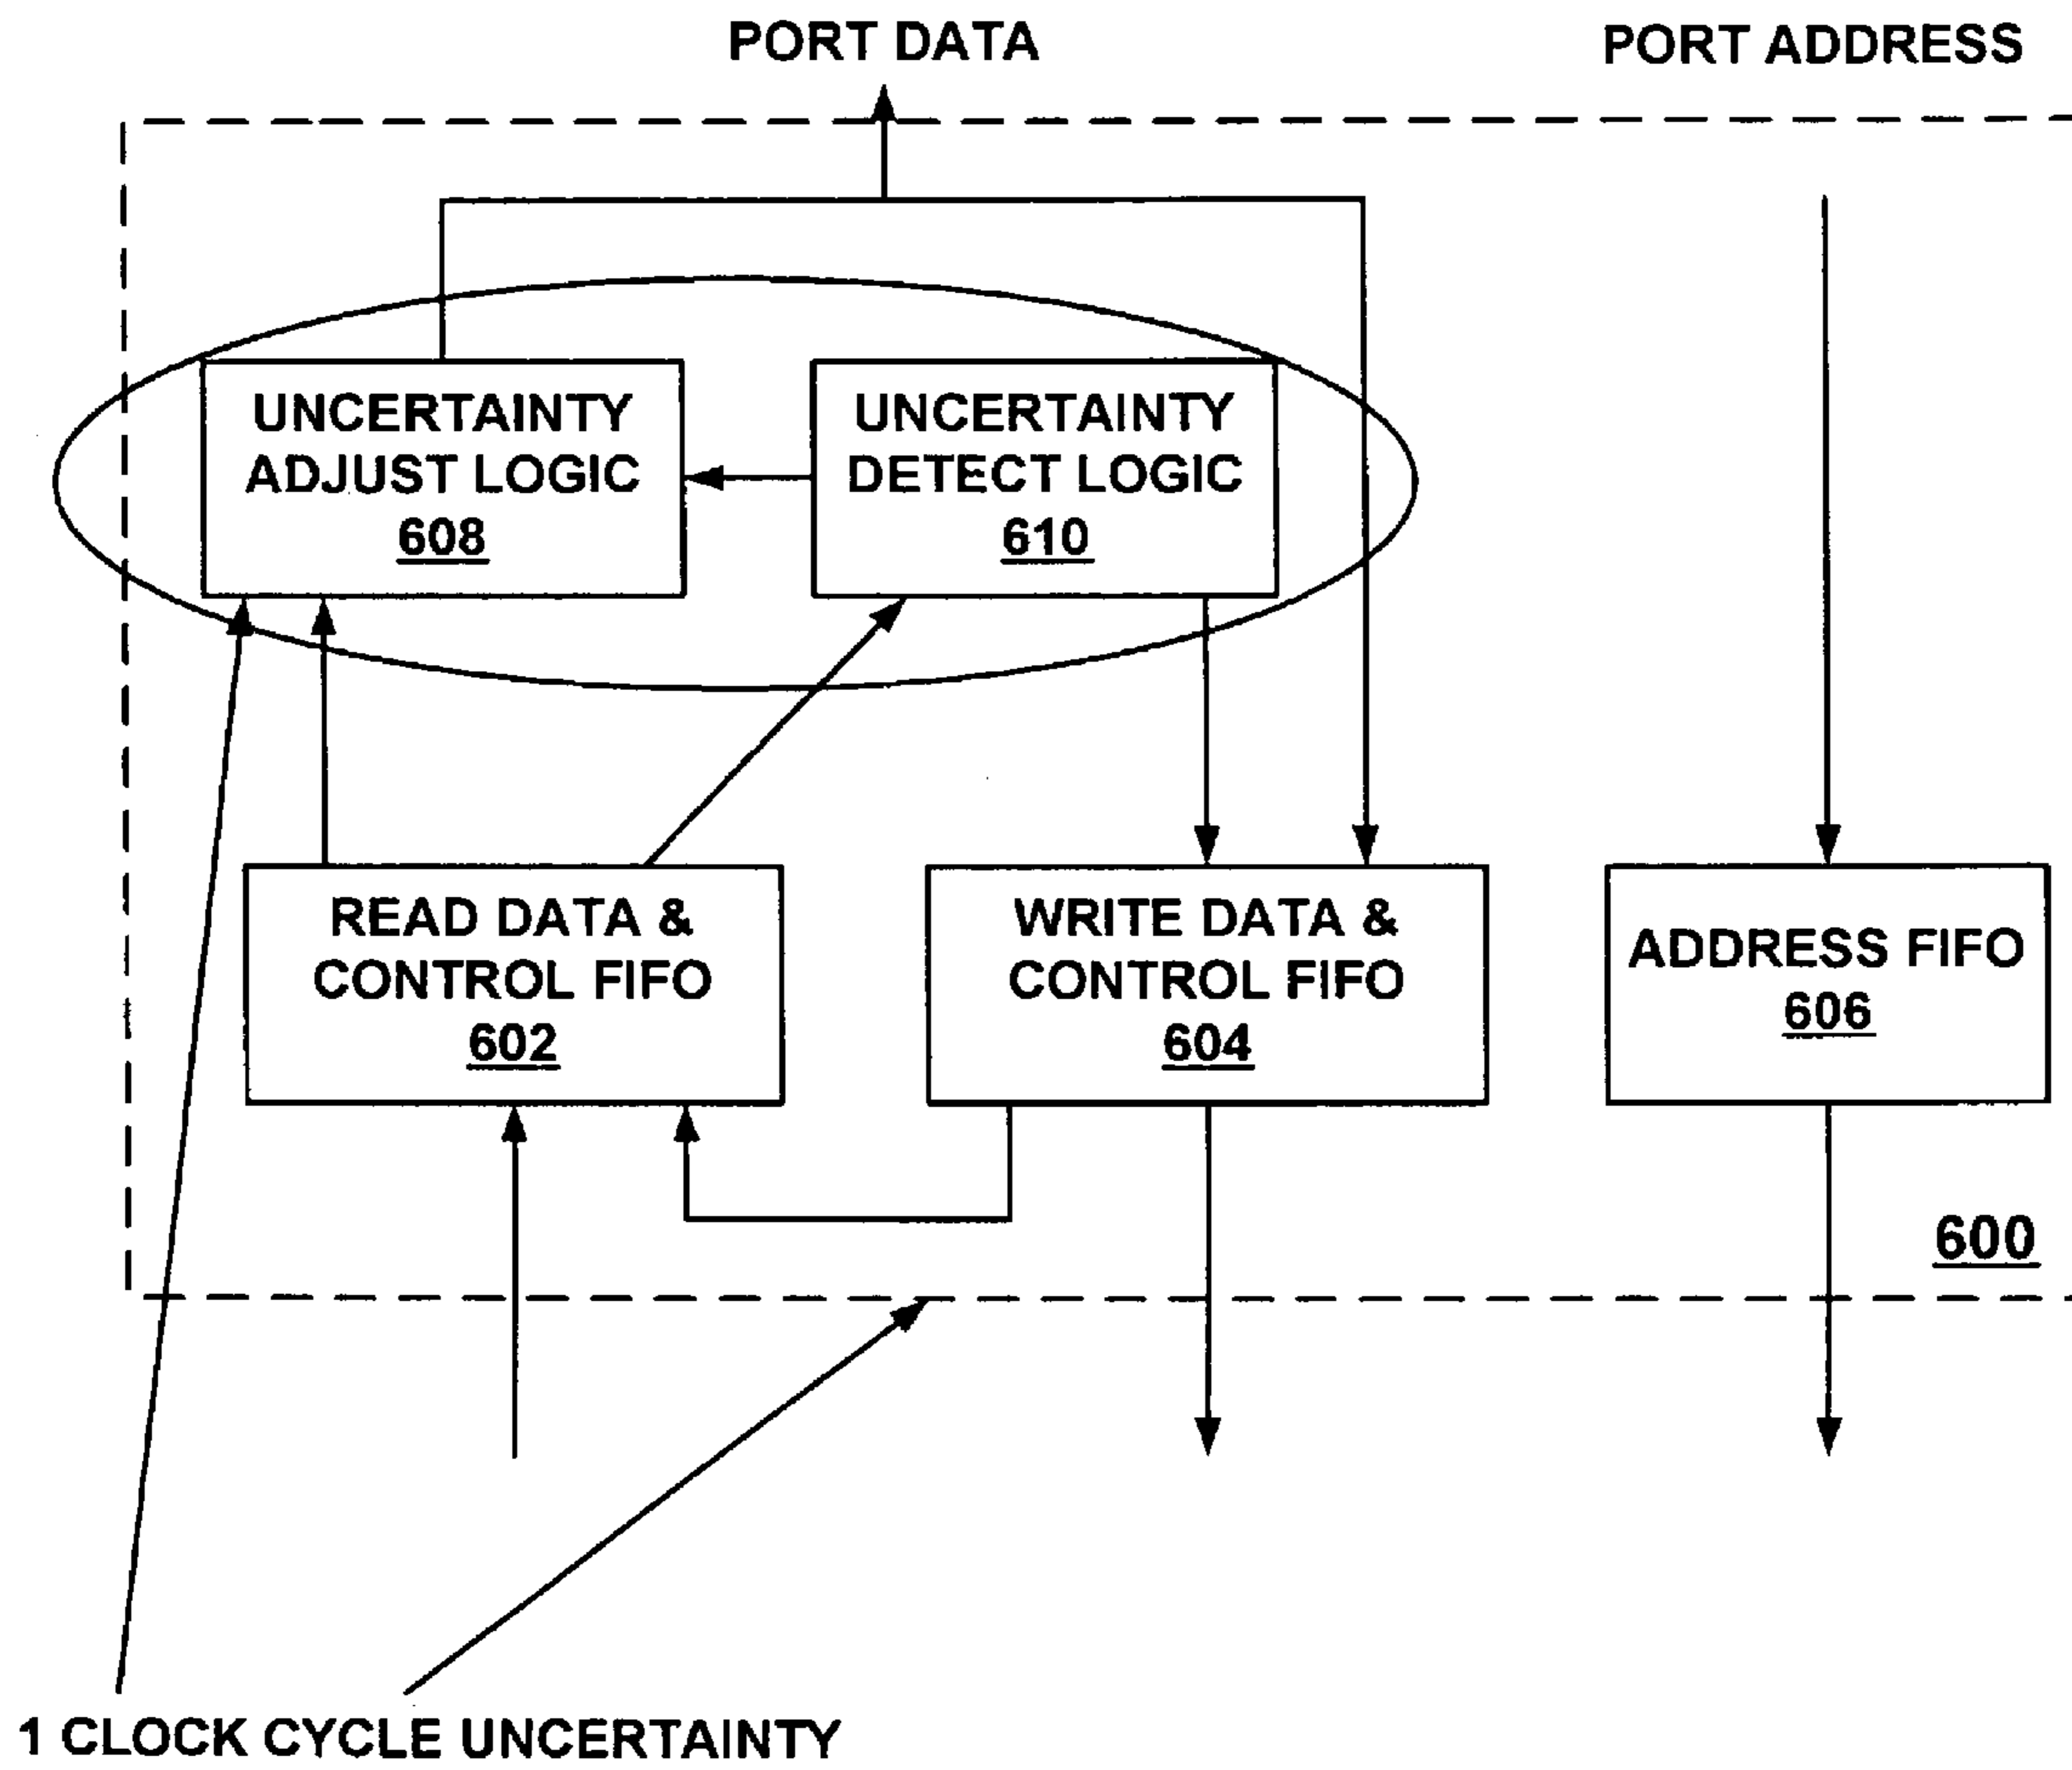 PORT DATA
PORT ADDRESS
UNCERTAINTY
ADJUST LOGIC
608
UNCERTAINTY
DETECT LOGIC
610
READ DATA &
CONTROL FIFO
602
WRITE DATA &
CONTROL FIFO
604
ADDRESS FIFO
606
600
1 CLOCK CYCLE UNCERTAINTY